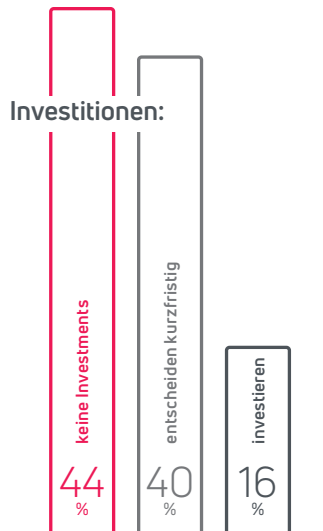 Investitionen:
keine Investments
44
%
entscheiden kurzfristig
40
%
investieren
16
%